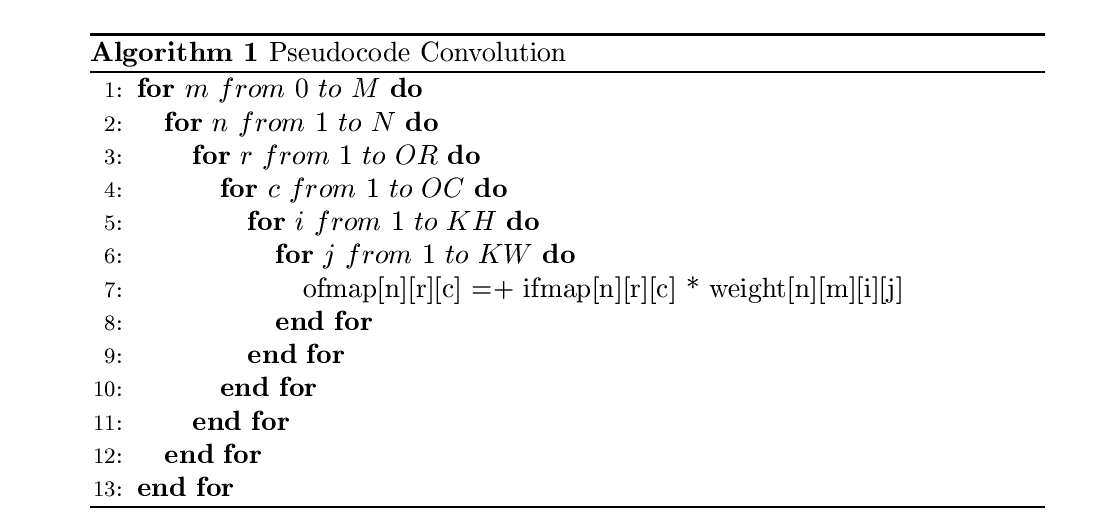 Algorithm 1 Pseudocode Convolution
1: for m from 0 to M do
2: for n from 1 to N do
3: for r from 1 to OR do
4: for c from 1 to OC do
5: for i from 1 to KH do
6: for j from 1 to KW do
7: ofmap[n][r][c] =+ ifmap[n][r][c] * weight[n][m][i][j]
8: end for
9: end for
10: end for
11: end for
12: end for
13: end for